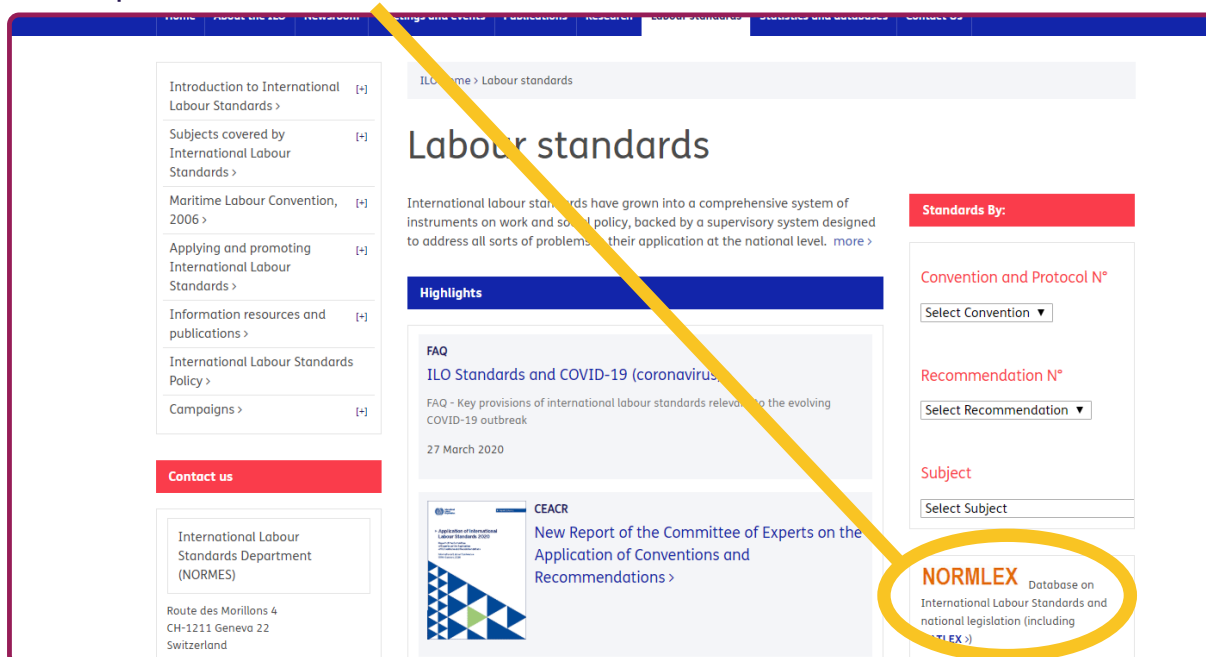 Home About the ILO Newsroom Meetings and events Publications Research Labour standards Statistics and databases Contact Us
Introduction to International [+]
Labour Standards >
Subjects covered by [+]
International Labour
Standards >
Maritime Labour Convention, [+]
2006 >
Applying and promoting [+]
International Labour
Standards >
Information resources and [+]
publications >
International Labour Standards
Policy >
Campaigns > [+]
Contact us
International Labour
Standards Department
(NORMES)
Route des Morillons 4
CH-1211 Geneva 22
Switzerland
ILO Home > Labour standards
Labour standards
International labour standards have grown into a comprehensive system of
instruments on work and social policy, backed by a supervisory system designed
to address all sorts of problems in their application at the national level. more >
Highlights
FAQ
ILO Standards and COVID-19 (coronavirus)
FAQ - Key provisions of international labour standards relevant to the evolving
COVID-19 outbreak
27 March 2020
Application of International
Labour Standards 2020
CEACR
New Report of the Committee of Experts on the
Application of Conventions and
Recommendations >
Standards By:
Convention and Protocol N°
Select Convention ▼
Recommendation N°
Select Recommendation ▼
Subject
Select Subject
NORMLEX Database on
International Labour Standards and
national legislation (including
NATLEX >)